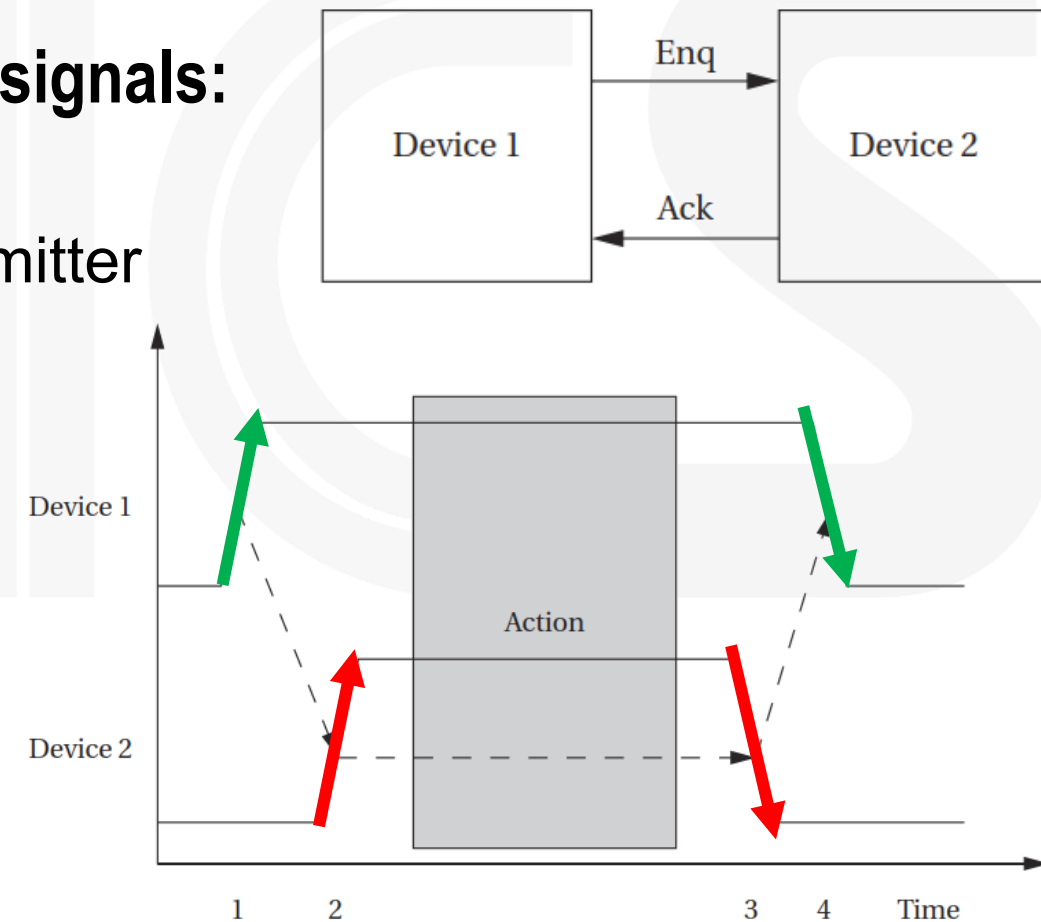 signals:
mitter
Enq
Device 1
Device 2
Ack
Device 1
Action
Device 2
1 2 3 4 Time